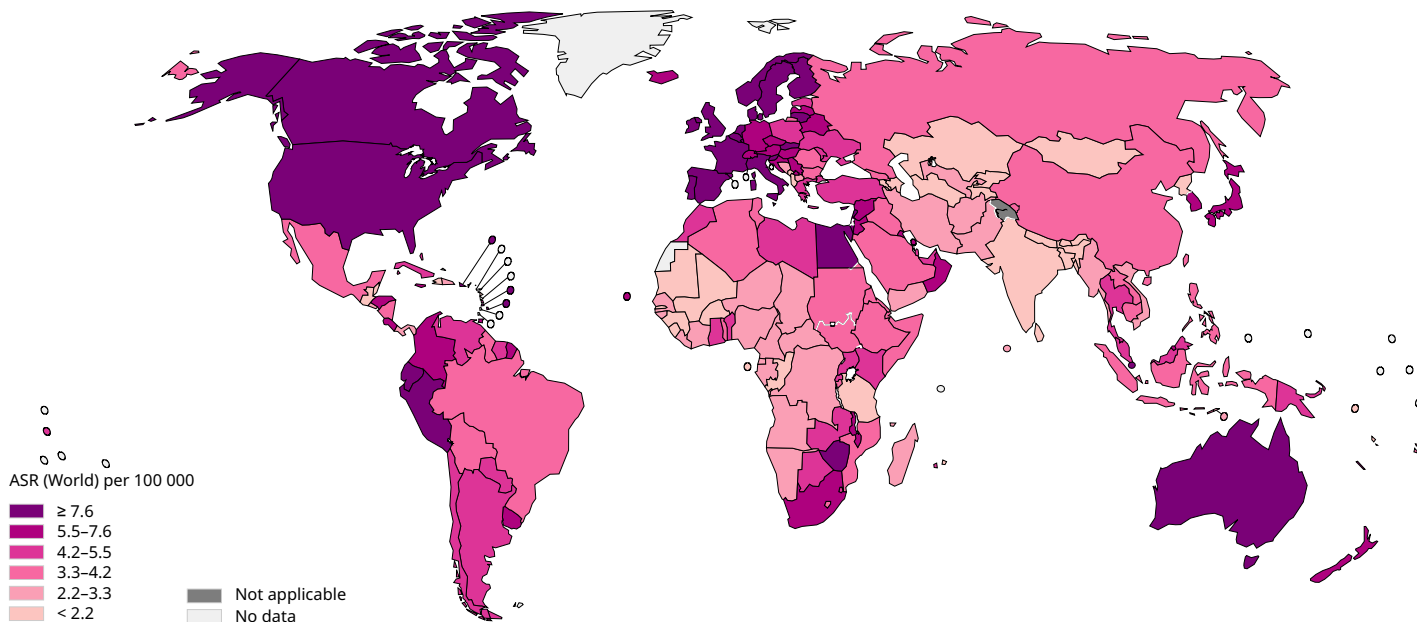 ASR (World) per 100 000
≥ 7.6
5.5–7.6
4.2–5.5
3.3–4.2
2.2–3.3
< 2.2
Not applicable
No data